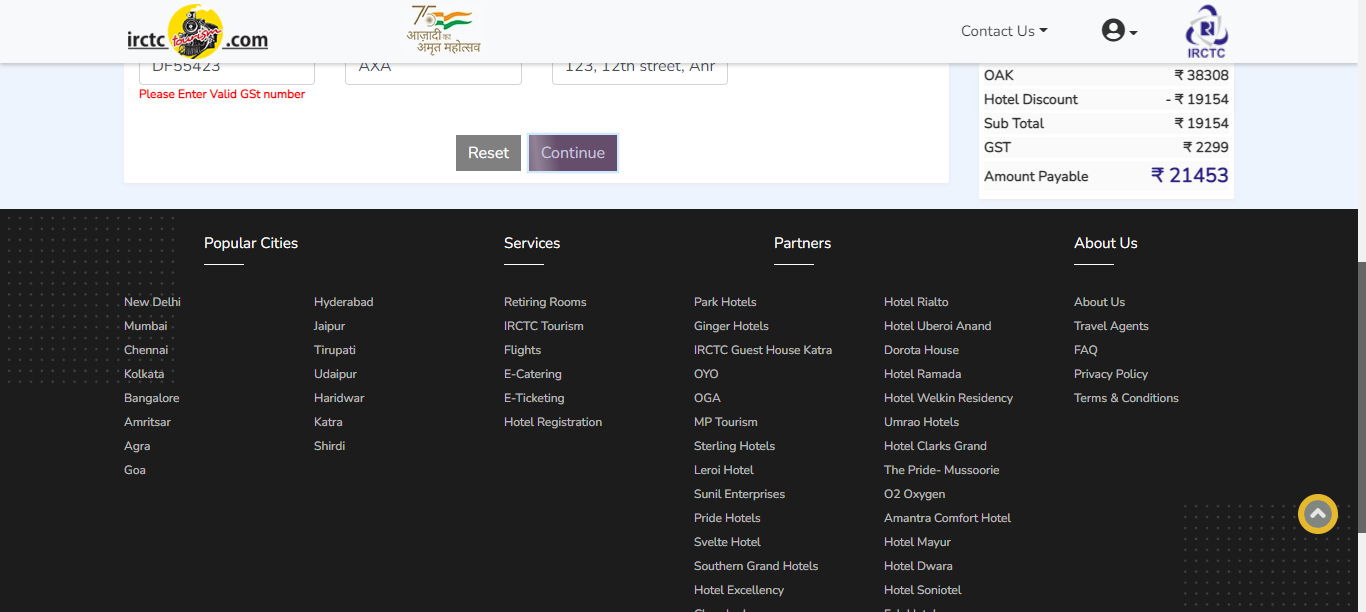 irctc tourism .com
75
आज़ादी का
अमृत महोत्सव
Contact Us
IRCTC
DF55423
AXA
123, 12th street, Anr
Please Enter Valid GSt number
Reset
Continue
OAK ₹ 38308
Hotel Discount - ₹ 19154
Sub Total ₹ 19154
GST ₹ 2299
Amount Payable ₹ 21453
Popular Cities
New Delhi
Mumbai
Chennai
Kolkata
Bangalore
Amritsar
Agra
Goa
Hyderabad
Jaipur
Tirupati
Udaipur
Haridwar
Katra
Shirdi
Services
Retiring Rooms
IRCTC Tourism
Flights
E-Catering
E-Ticketing
Hotel Registration
Partners
Park Hotels
Ginger Hotels
IRCTC Guest House Katra
OYO
OGA
MP Tourism
Sterling Hotels
Leroi Hotel
Sunil Enterprises
Pride Hotels
Svelte Hotel
Southern Grand Hotels
Hotel Excellency
Hotel Rialto
Hotel Uberoi Anand
Dorota House
Hotel Ramada
Hotel Welkin Residency
Umrao Hotels
Hotel Clarks Grand
The Pride- Mussoorie
O2 Oxygen
Amantra Comfort Hotel
Hotel Mayur
Hotel Dwara
Hotel Soniotel
About Us
About Us
Travel Agents
FAQ
Privacy Policy
Terms & Conditions